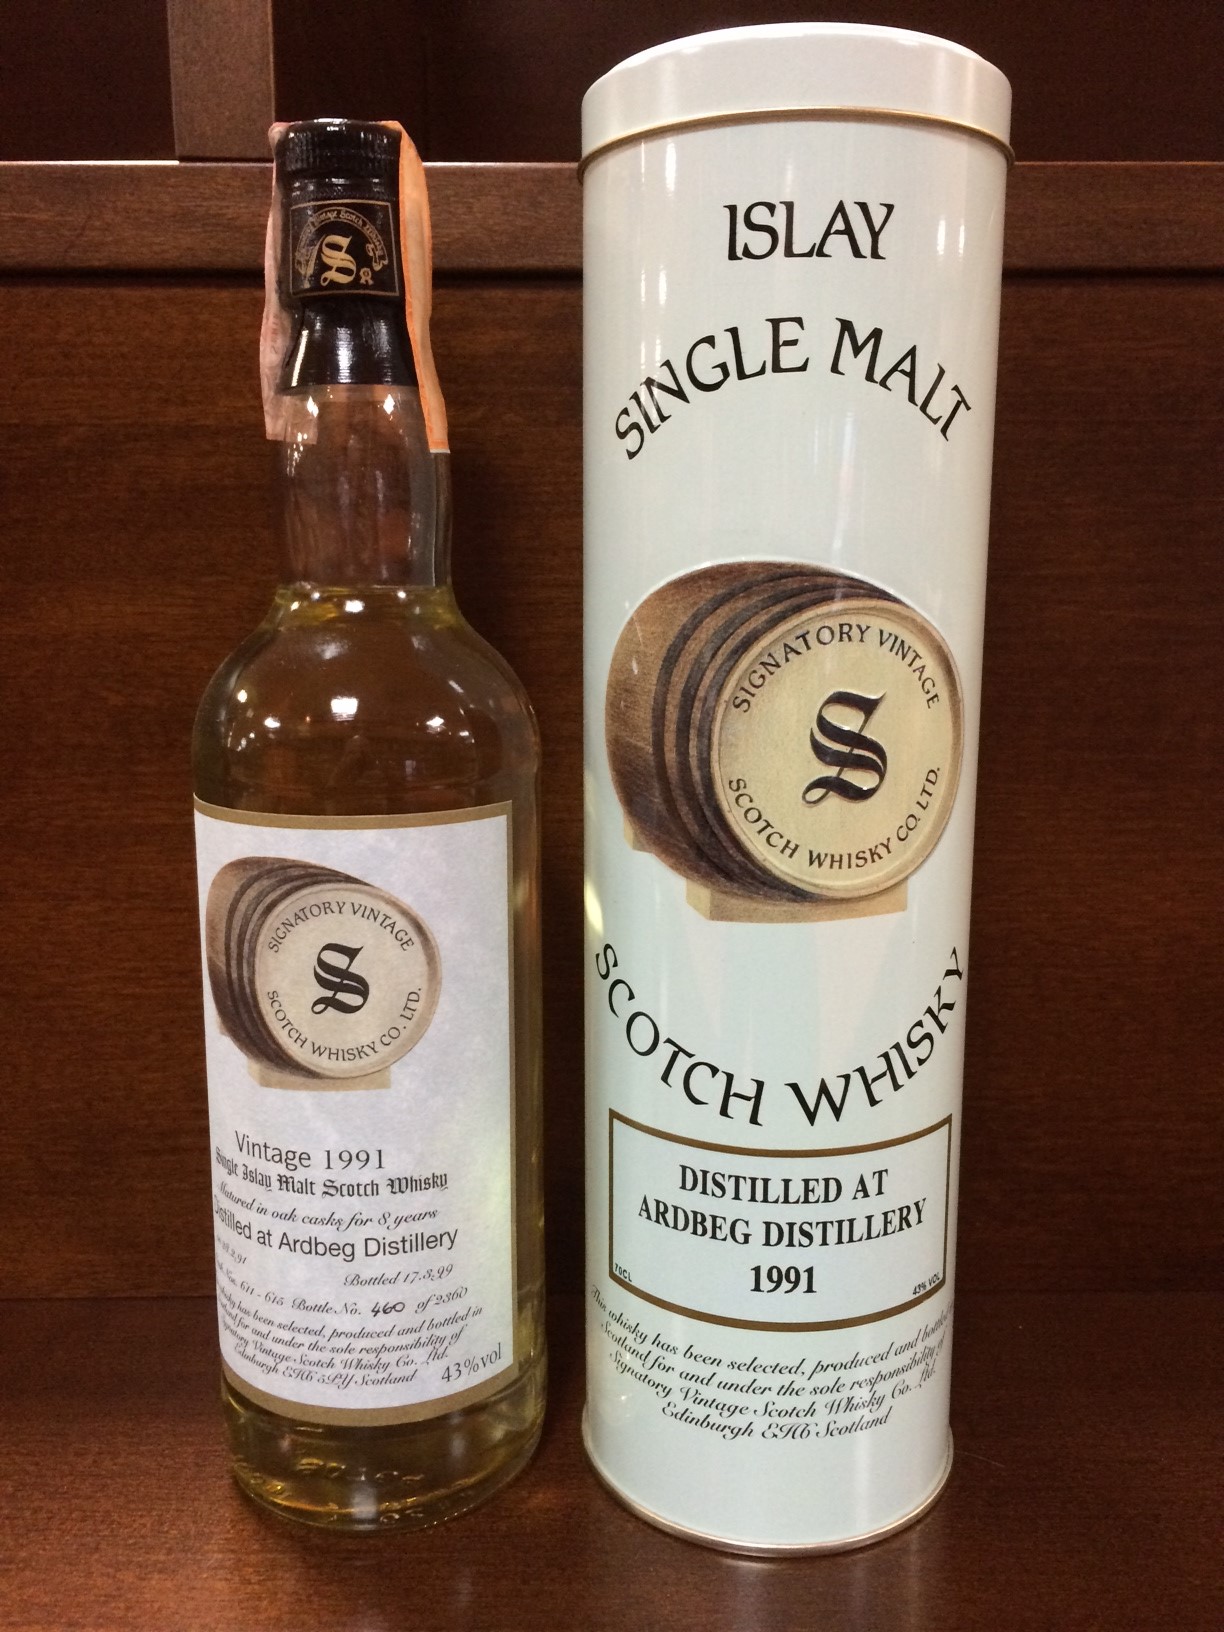 S
SIGNATORY VINTAGE
S
SCOTCH WHISKY CO. LTD.
Vintage 1991
Single Islay Malt Scotch Whisky
Matured in oak casks for 8 years
Distilled at Ardbeg Distillery
2.91
Bottled 17.3.99
Nos. 611 - 615 Bottle No. 460 of 2360
whisky has been selected, produced and bottled in
for and under the sole responsibility of
Signatory Vintage Scotch Whisky Co. Ltd.
Edinburgh EH6 5PY Scotland
43%vol
ISLAY
SINGLE MALT
SIGNATORY VINTAGE
S
SCOTCH WHISKY CO. LTD.
SCOTCH WHISKY
DISTILLED AT
ARDBEG DISTILLERY
1991
70CL
43% VOL
This whisky has been selected, produced and bottled
Scotland for and under the sole responsibility of
Signatory Vintage Scotch Whisky Co. Ltd.
Edinburgh EH6 Scotland